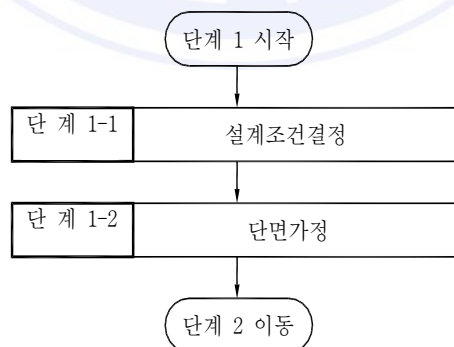 단계 1 시작
단 계 1-1
설계조건결정
단 계 1-2
단면가정
단계 2 이동